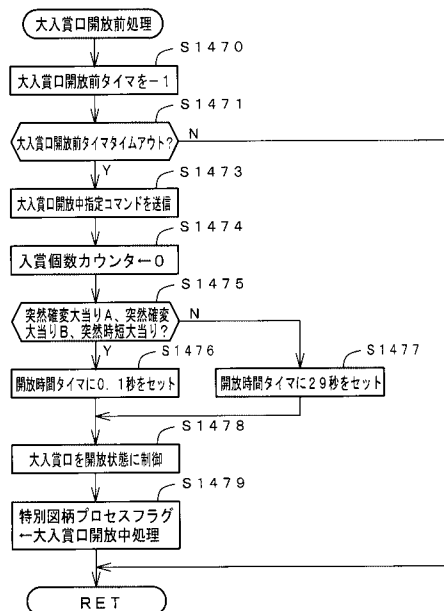 大入賞口開放前処理
S1470
大入賞口開放前タイマを-1
S1471
大入賞口開放前タイマタイムアウト?
N
Y
S1473
大入賞口開放中指定コマンドを送信
S1474
入賞個数カウンタ←0
S1475
突然確変大当りA、突然確変
大当りB、突然時短大当り?
N
Y
S1476
S1477
開放時間タイマに0.1秒をセット
開放時間タイマに29秒をセット
S1478
大入賞口を開放状態に制御
S1479
特別図柄プロセスフラグ
←大入賞口開放中処理
RET